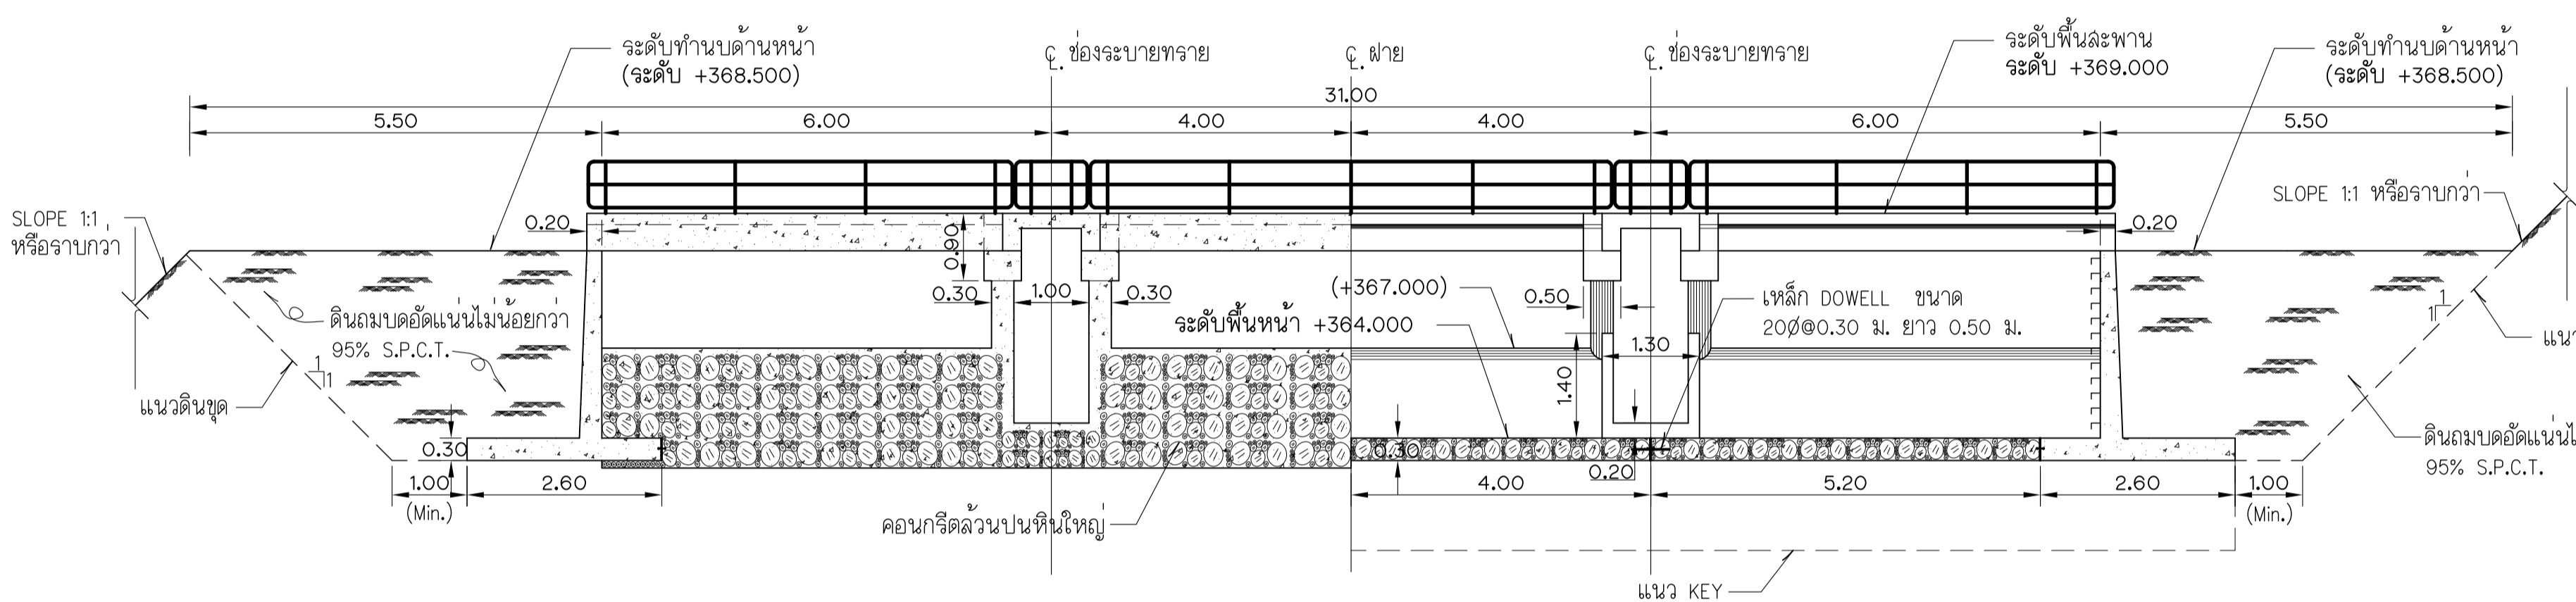 ระดับทำนบด้านหน้า
(ระดับ +368.500)
℄. ช่องระบายทราย
℄. ฝาย
℄. ช่องระบายทราย
ระดับพื้นสะพาน
ระดับ +369.000
ระดับทำนบด้านหน้า
(ระดับ +368.500)
31.00
5.50
6.00
4.00
4.00
6.00
5.50
SLOPE 1:1
หรือราบกว่า
SLOPE 1:1 หรือราบกว่า
0.20
0.90
0.20
0.30
1.00
0.30
(+367.000)
0.50
เหล็ก DOWELL ขนาด
20Ø@0.30 ม. ยาว 0.50 ม.
ระดับพื้นหน้า +364.000
ดินถมบดอัดแน่นไม่น้อยกว่า
95% S.P.C.T.
1
1
1
1
1.30
1.40
แนวดินขุด
0.30
0.30
0.20
ดินถมบดอัดแน่นไ
95% S.P.C.T.
1.00
(Min.)
2.60
4.00
5.20
2.60
1.00
(Min.)
คอนกรีตล้วนปนหินใหญ่
แนว KEY